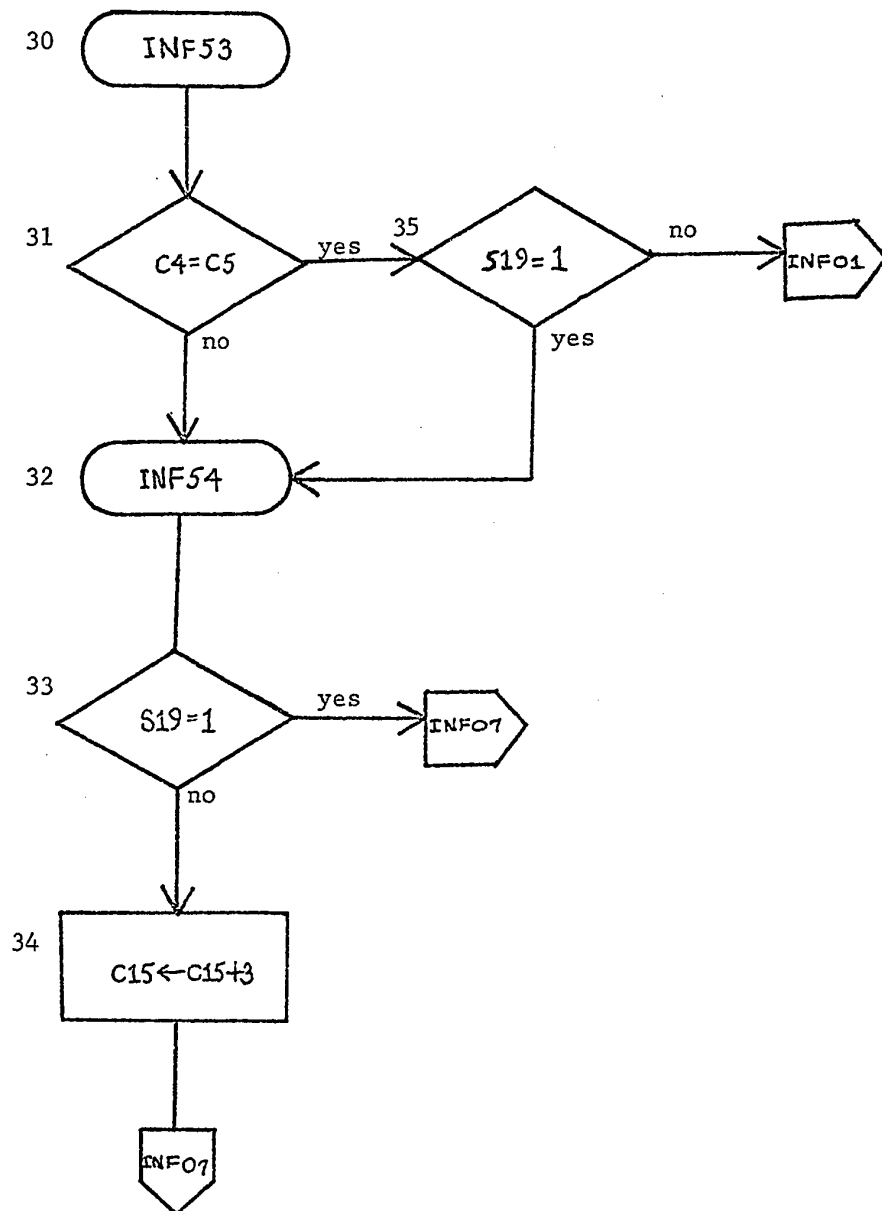 30
INF53
31
C4=C5
yes
35
S19=1
no
INF01
no
yes
32
INF54
33
S19=1
yes
INF07
no
34
C15←C15+3
INF07